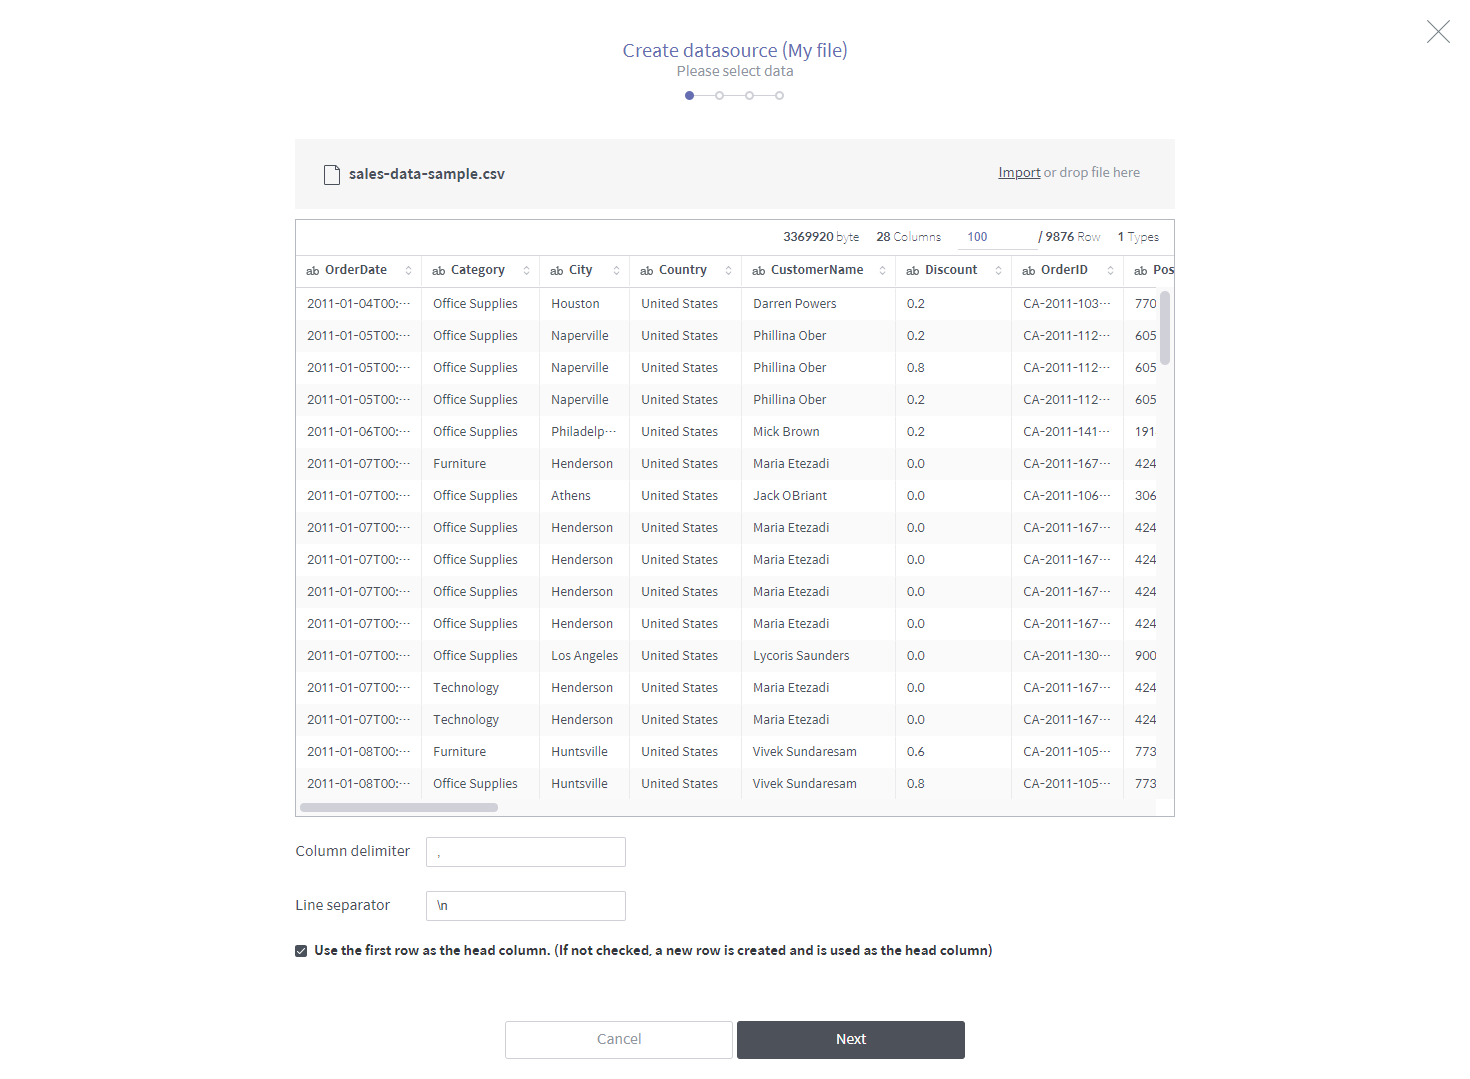 Create datasource (My file)
Please select data
sales-data-sample.csv Import or drop file here
3369920 byte 28 Columns 100 / 9876 Row 1 Types
ab OrderDate ab Category ab City ab Country ab CustomerName ab Discount ab OrderID ab Pos
2011-01-04T00:··· Office Supplies Houston United States Darren Powers 0.2 CA-2011-103··· 770
2011-01-05T00:··· Office Supplies Naperville United States Phillina Ober 0.2 CA-2011-112··· 605
2011-01-05T00:··· Office Supplies Naperville United States Phillina Ober 0.8 CA-2011-112··· 605
2011-01-05T00:··· Office Supplies Naperville United States Phillina Ober 0.2 CA-2011-112··· 605
2011-01-06T00:··· Office Supplies Philadelp··· United States Mick Brown 0.2 CA-2011-141··· 191
2011-01-07T00:··· Furniture Henderson United States Maria Etezadi 0.0 CA-2011-167··· 424
2011-01-07T00:··· Office Supplies Athens United States Jack OBriant 0.0 CA-2011-106··· 306
2011-01-07T00:··· Office Supplies Henderson United States Maria Etezadi 0.0 CA-2011-167··· 424
2011-01-07T00:··· Office Supplies Henderson United States Maria Etezadi 0.0 CA-2011-167··· 424
2011-01-07T00:··· Office Supplies Henderson United States Maria Etezadi 0.0 CA-2011-167··· 424
2011-01-07T00:··· Office Supplies Henderson United States Maria Etezadi 0.0 CA-2011-167··· 424
2011-01-07T00:··· Office Supplies Los Angeles United States Lycoris Saunders 0.0 CA-2011-130··· 900
2011-01-07T00:··· Technology Henderson United States Maria Etezadi 0.0 CA-2011-167··· 424
2011-01-07T00:··· Technology Henderson United States Maria Etezadi 0.0 CA-2011-167··· 424
2011-01-08T00:··· Furniture Huntsville United States Vivek Sundaresam 0.6 CA-2011-105··· 773
2011-01-08T00:··· Office Supplies Huntsville United States Vivek Sundaresam 0.8 CA-2011-105··· 773
Column delimiter ,
Line separator \n
Use the first row as the head column. (If not checked, a new row is created and is used as the head column)
Cancel Next